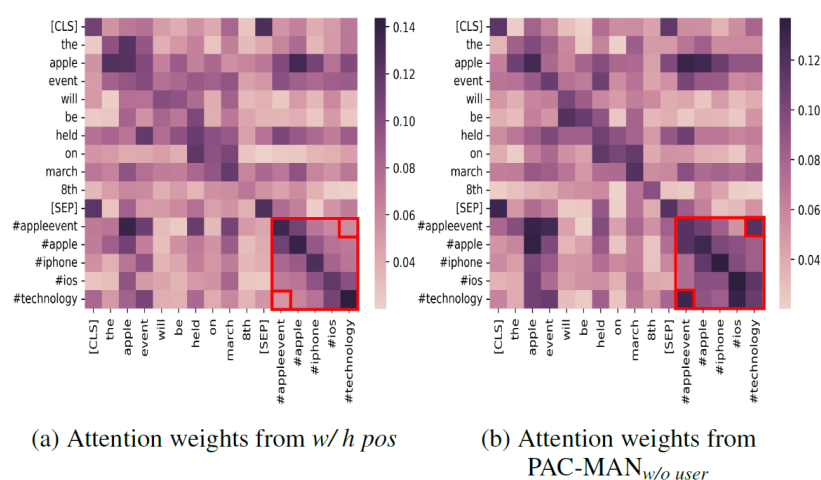 [CLS]
the
apple
event
will
be
held
on
march
8th
[SEP]
#appleevent
#apple
#iphone
#ios
#technology
[CLS] the apple event will be held on march 8th [SEP] #appleevent #apple #iphone #ios #technology
0.14
0.12
0.10
0.08
0.06
0.04
(a) Attention weights from w/ h pos
[CLS]
the
apple
event
will
be
held
on
march
8th
[SEP]
#appleevent
#apple
#iphone
#ios
#technology
[CLS] the apple event will be held on march 8th [SEP] #appleevent #apple #iphone #ios #technology
0.12
0.10
0.08
0.06
0.04
(b) Attention weights from
PAC-MANw/o user